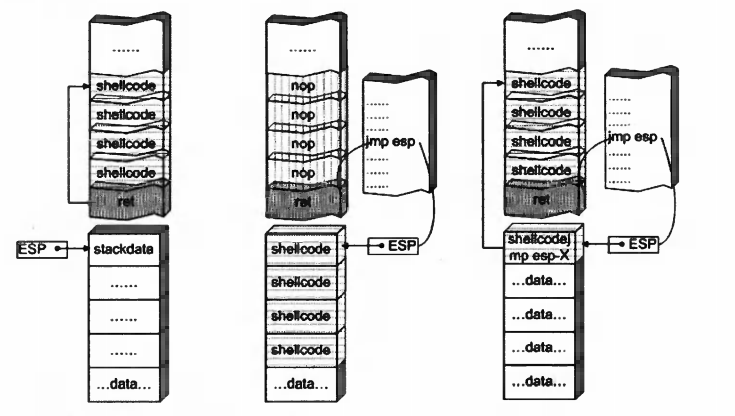 ......
shellcode
shellcode
shellcode
shellcode
ret
ESP
stackdata
......
......
......
...data...
......
nop
nop
nop
nop
ret
......
......
jmp esp
......
......
......
ESP
shellcode
shellcode
shellcode
shellcode
...data...
......
shellcode
shellcode
shellcode
shellcode
ret
......
......
jmp esp
......
......
......
ESP
shellcodej
mp esp-X
...data...
...data...
...data...
...data...